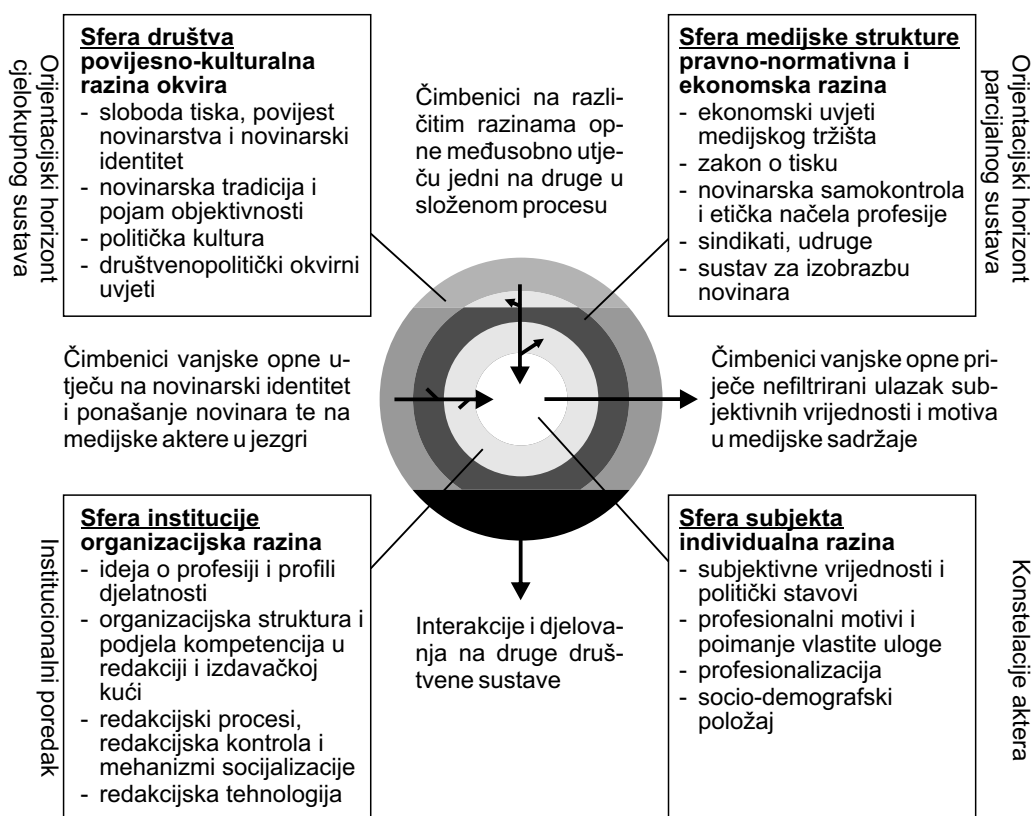 Orijentacijski horizont
cjelokupnog sustava
Sfera društva
povijesno-kulturalna
razina okvira
- sloboda tiska, povijest
novinarstva i novinarski
identitet
- novinarska tradicija i
pojam objektivnosti
- politička kultura
- društvenopolitički okvirni
uvjeti
Čimbenici na razli-
čitim razinama op-
ne međusobno utje-
ču jedni na druge u
složenom procesu
Sfera medijske strukture
pravno-normativna i
ekonomska razina
- ekonomski uvjeti
medijskog tržišta
- zakon o tisku
- novinarska samokontrola
i etička načela profesije
- sindikati, udruge
- sustav za izobrazbu
novinara
Orijentacijski horizont
parcijalnog sustava
Čimbenici vanjske opne u-
tječu na novinarski identitet
i ponašanje novinara te na
medijske aktere u jezgri
Čimbenici vanjske opne pri-
ječe nefiltrirani ulazak sub-
jektivnih vrijednosti i motiva
u medijske sadržaje
Institucionalni poredak
Sfera institucije
organizacijska razina
- ideja o profesiji i profili
djelatnosti
- organizacijska struktura i
podjela kompetencija u
redakciji i izdavačkoj
kući
- redakcijski procesi,
redakcijska kontrola i
mehanizmi socijalizacije
- redakcijska tehnologija
Interakcije i djelova-
nja na druge druš-
tvene sustave
Sfera subjekta
individualna razina
- subjektivne vrijednosti i
politički stavovi
- profesionalni motivi i
poimanje vlastite uloge
- profesionalizacija
- socio-demografski
položaj
Konstelacije aktera